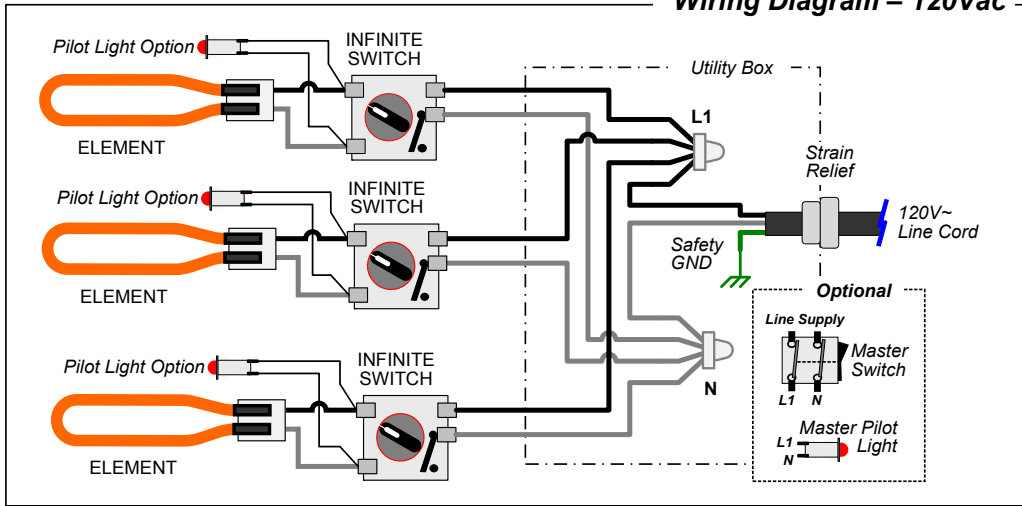 Wiring Diagram – 120Vac
Pilot Light Option
INFINITE
SWITCH
ELEMENT
Utility Box
L1
Strain
Relief
120V~
Line Cord
Pilot Light Option
INFINITE
SWITCH
ELEMENT
Safety
GND
Optional
Line Supply
Master
Switch
L1 N
Master Pilot
Light
L1
N
N
Pilot Light Option
INFINITE
SWITCH
ELEMENT